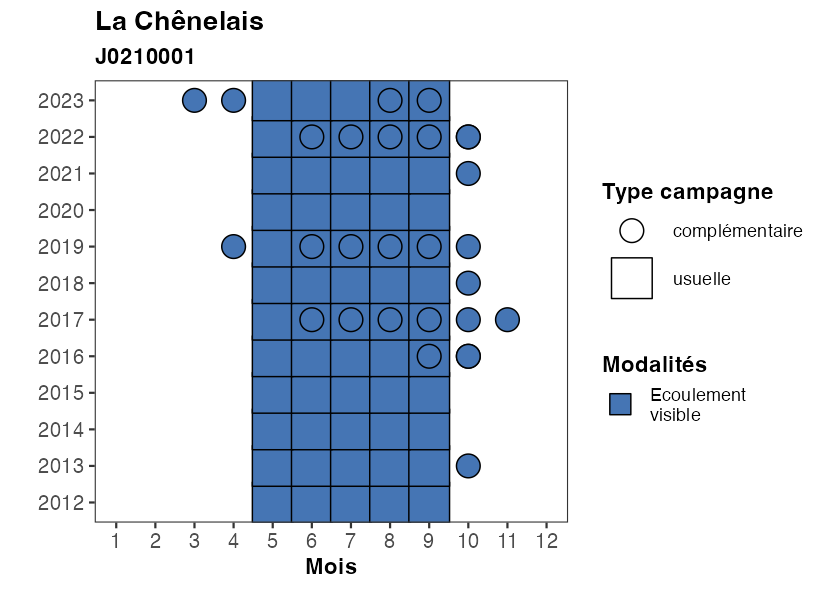 La Chênelais
J0210001
2023
2022
2021
2020
2019
2018
2017
2016
2015
2014
2013
2012
1 2 3 4 5 6 7 8 9 10 11 12
Mois
Type campagne
complémentaire
usuelle
Modalités
Ecoulement
visible